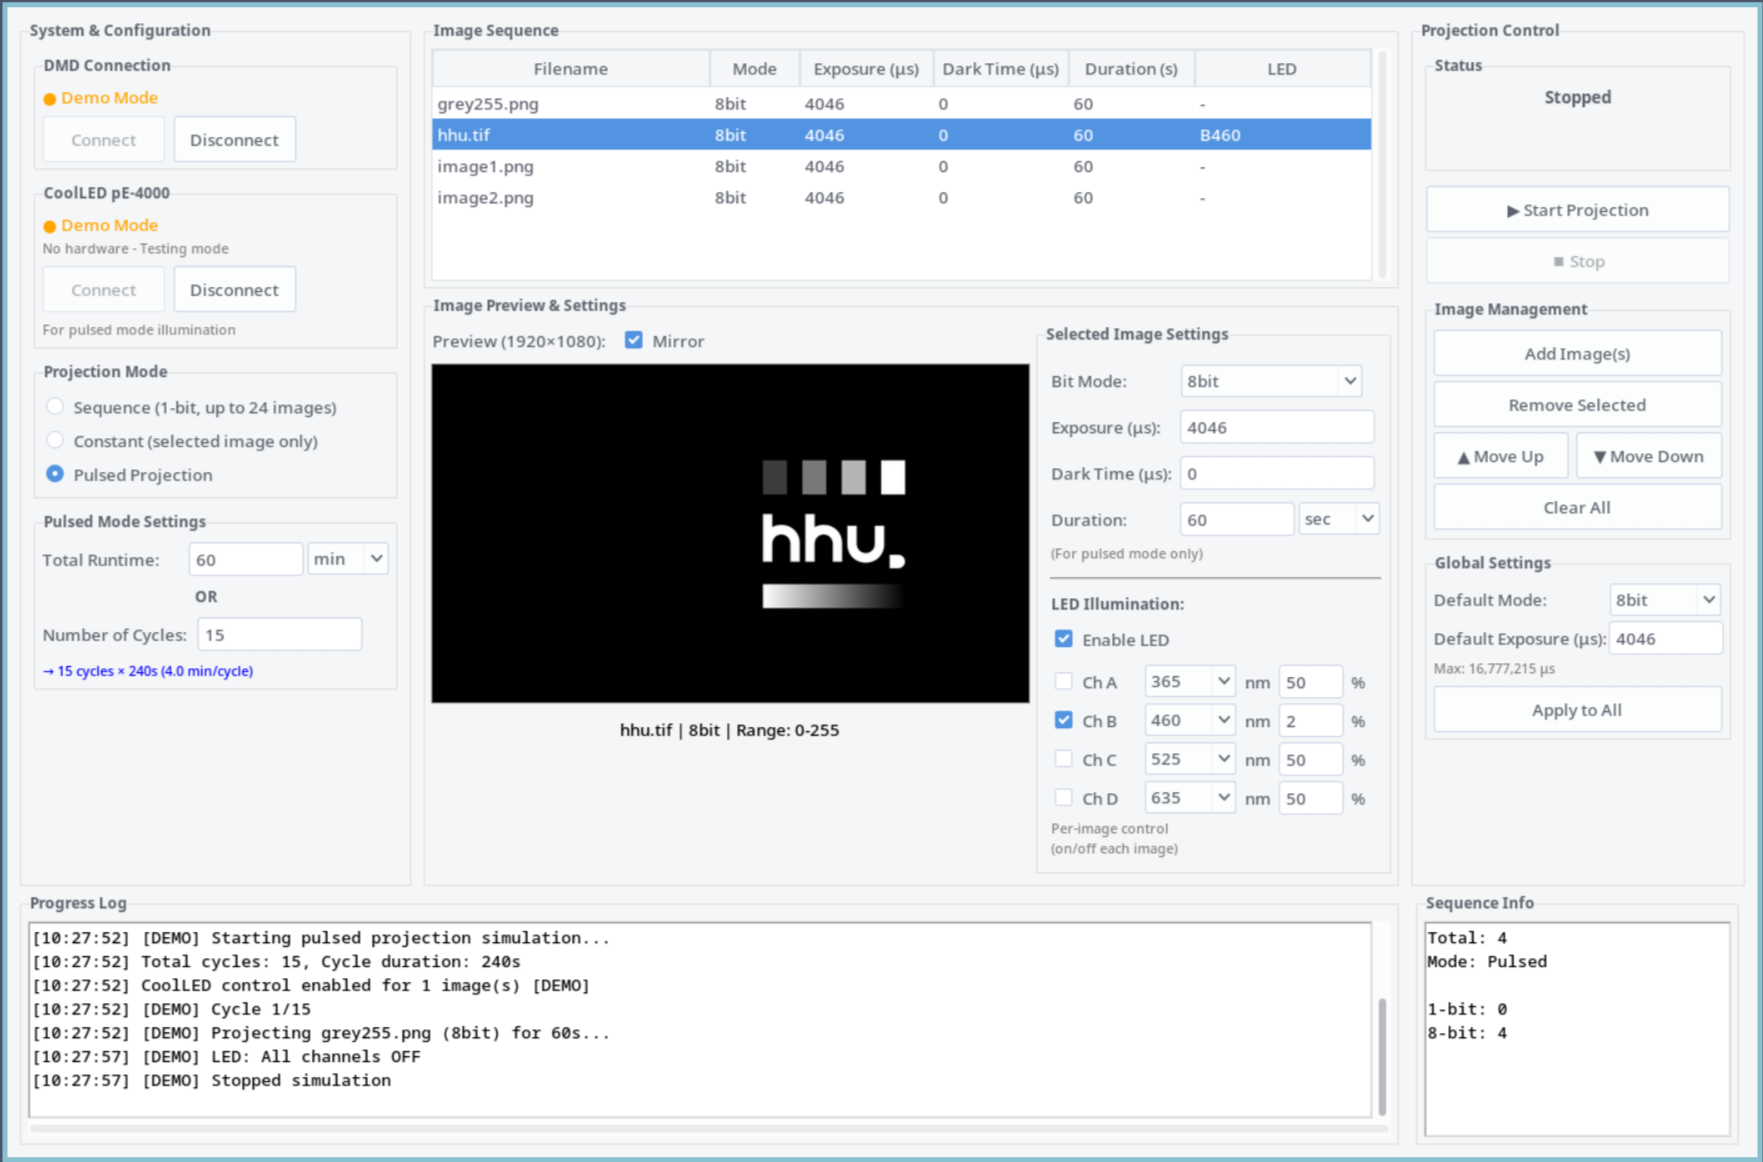 System & Configuration
DMD Connection
Demo Mode
Connect
Disconnect
CoolLED pE-4000
Demo Mode
No hardware - Testing mode
Connect
Disconnect
For pulsed mode illumination
Projection Mode
Sequence (1-bit, up to 24 images)
Constant (selected image only)
Pulsed Projection
Pulsed Mode Settings
Total Runtime: 60 min
OR
Number of Cycles: 15
→ 15 cycles × 240s (4.0 min/cycle)
Image Sequence
Filename Mode Exposure (µs) Dark Time (µs) Duration (s) LED
grey255.png 8bit 4046 0 60 -
hhu.tif 8bit 4046 0 60 B460
image1.png 8bit 4046 0 60 -
image2.png 8bit 4046 0 60 -
Image Preview & Settings
Preview (1920×1080): Mirror
hhu.
hhu.tif | 8bit | Range: 0-255
Selected Image Settings
Bit Mode: 8bit
Exposure (µs): 4046
Dark Time (µs): 0
Duration: 60 sec
(For pulsed mode only)
LED Illumination:
Enable LED
Ch A 365 nm 50 %
Ch B 460 nm 2 %
Ch C 525 nm 50 %
Ch D 635 nm 50 %
Per-image control
(on/off each image)
Projection Control
Status
Stopped
▶ Start Projection
■ Stop
Image Management
Add Image(s)
Remove Selected
▲ Move Up
▼ Move Down
Clear All
Global Settings
Default Mode: 8bit
Default Exposure (µs): 4046
Max: 16,777,215 µs
Apply to All
Progress Log
[10:27:52] [DEMO] Starting pulsed projection simulation...
[10:27:52] Total cycles: 15, Cycle duration: 240s
[10:27:52] CoolLED control enabled for 1 image(s) [DEMO]
[10:27:52] [DEMO] Cycle 1/15
[10:27:52] [DEMO] Projecting grey255.png (8bit) for 60s...
[10:27:57] [DEMO] LED: All channels OFF
[10:27:57] [DEMO] Stopped simulation
Sequence Info
Total: 4
Mode: Pulsed
1-bit: 0
8-bit: 4